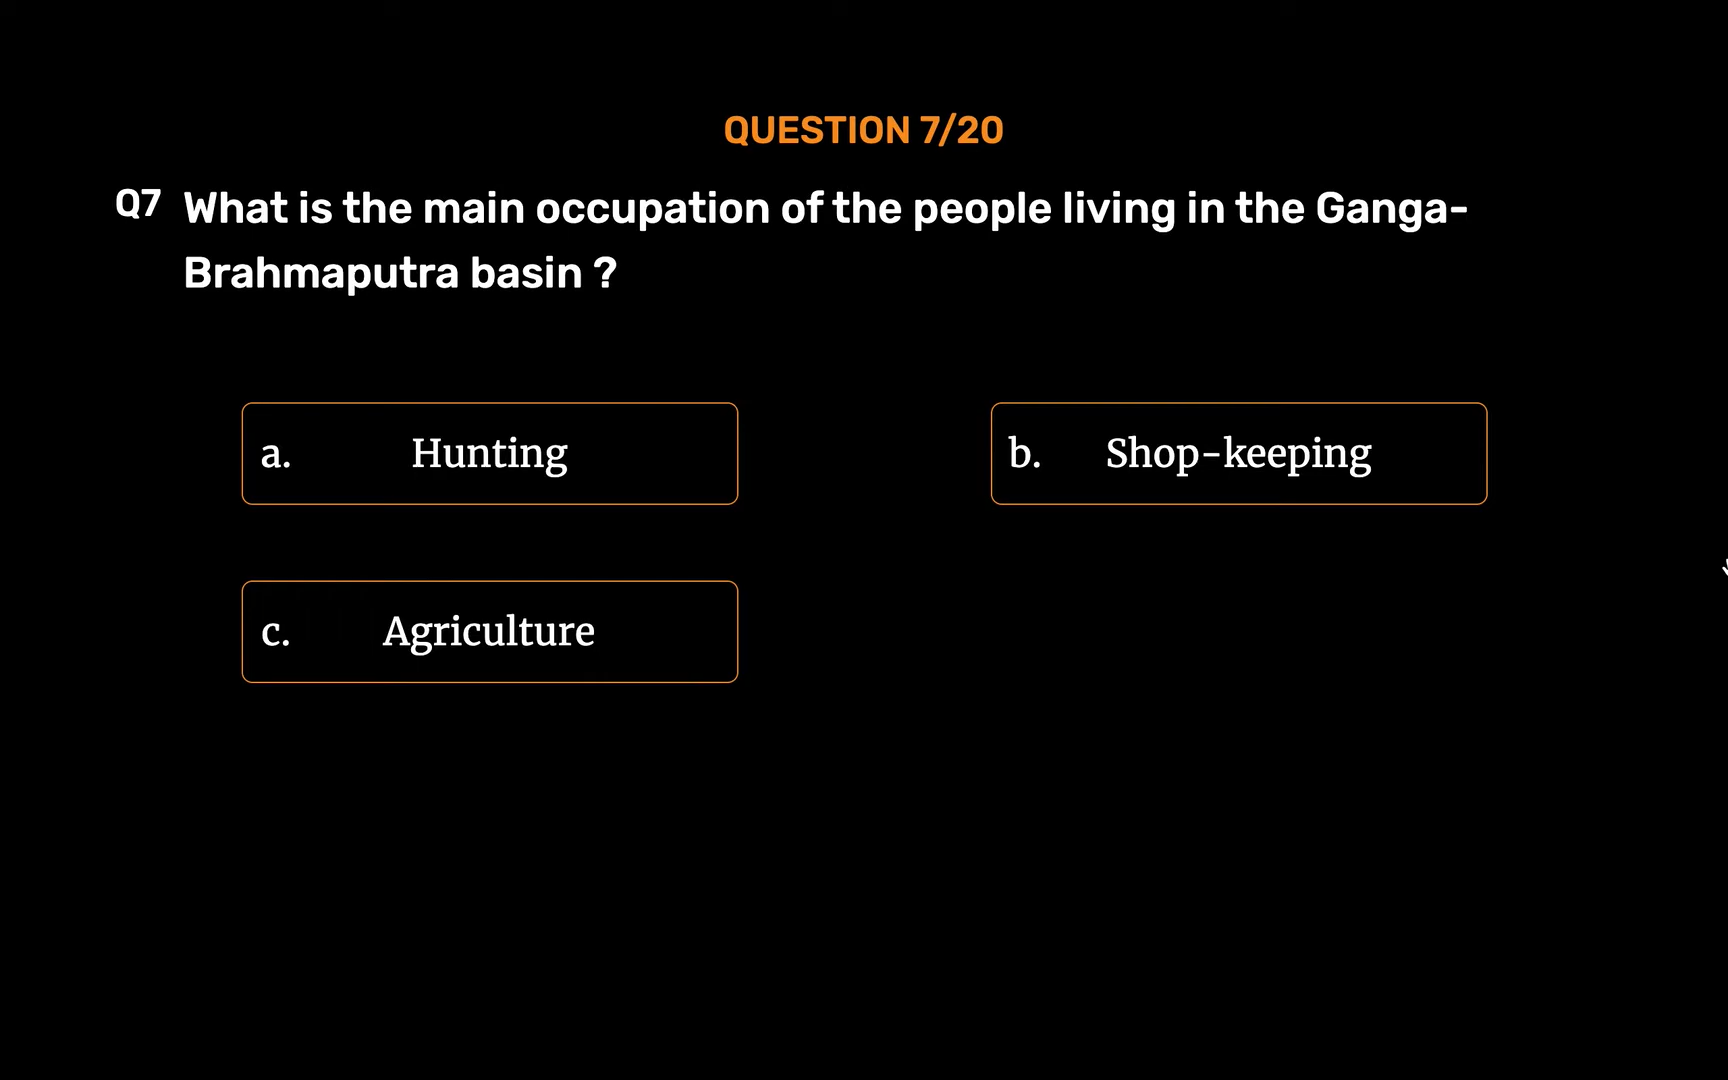 QUESTION 7/20
Q7 What is the main occupation of the people living in the Ganga-
Brahmaputra basin ?
a. Hunting
b. Shop-keeping
c. Agriculture